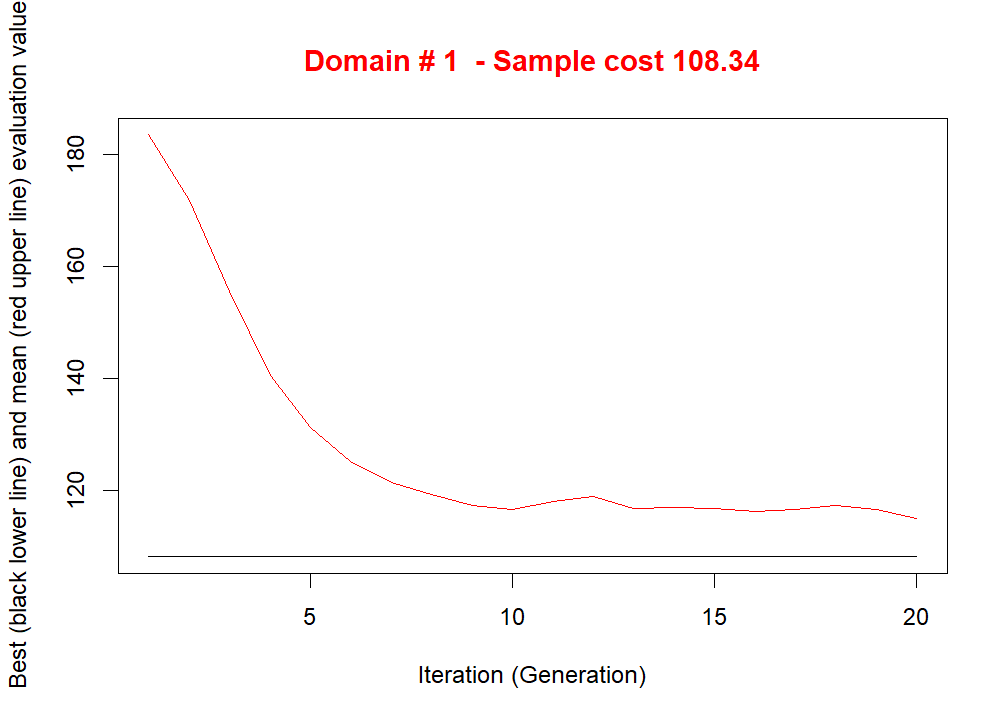 Domain # 1  - Sample cost 108.34
Best (black lower line) and mean (red upper line) evaluation value
180
160
140
120
5 10 15 20
Iteration (Generation)